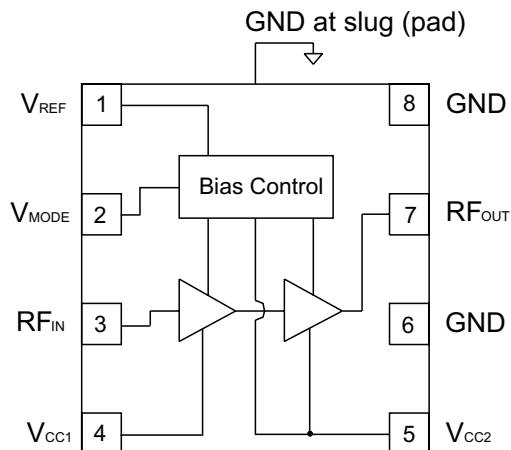 GND at slug (pad)
VREF 1 8 GND
Bias Control
VMODE 2 7 RFOUT
RFIN 3 6 GND
VCC1 4 5 VCC2